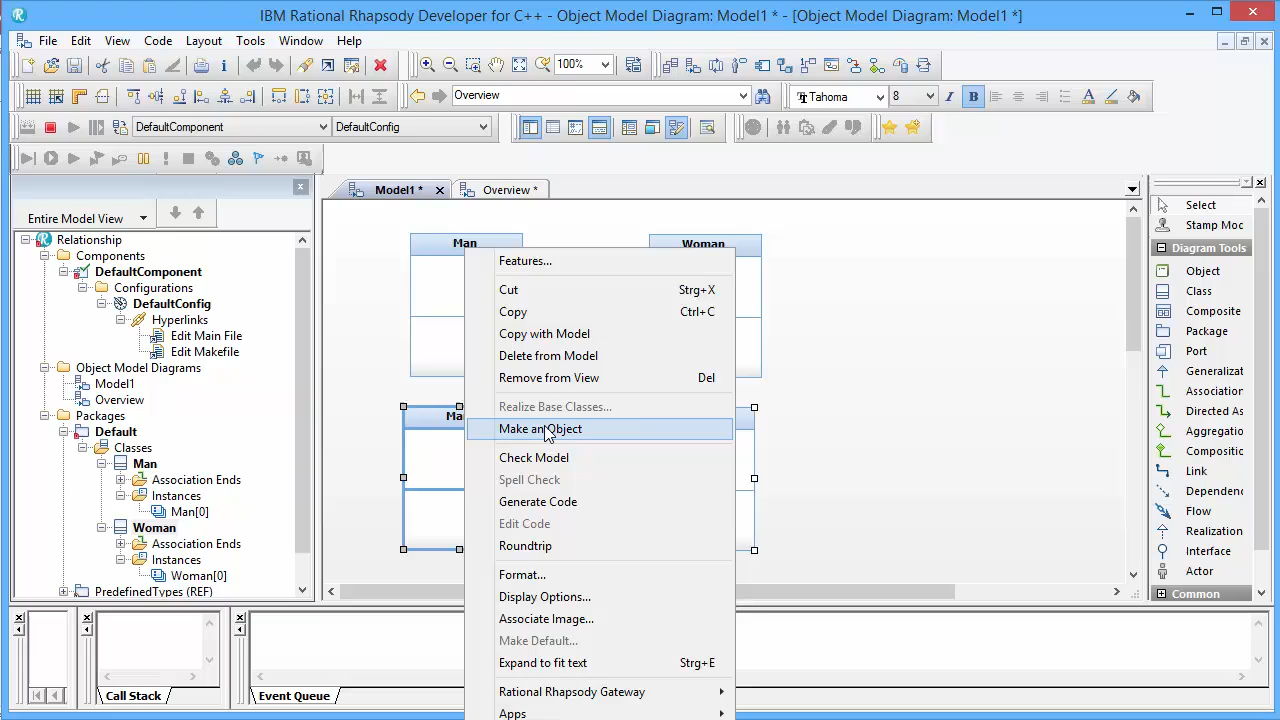 IBM Rational Rhapsody Developer for C++ - Object Model Diagram: Model1 * - [Object Model Diagram: Model1 *]
File Edit View Code Layout Tools Window Help
100%
Overview
Tahoma 8 I B A
DefaultComponent DefaultConfig
Model1 * Overview *
Entire Model View
Relationship
Components
DefaultComponent
Configurations
DefaultConfig
Hyperlinks
Edit Main File
Edit Makefile
Object Model Diagrams
Model1
Overview
Packages
Default
Classes
Man
Association Ends
Instances
Man[0]
Woman
Association Ends
Instances
Woman[0]
PredefinedTypes (REF)
Man
Woman
Features...
Cut Strg+X
Copy Ctrl+C
Copy with Model
Delete from Model
Remove from View Del
Realize Base Classes...
Make an Object
Check Model
Spell Check
Generate Code
Edit Code
Roundtrip
Format...
Display Options...
Associate Image...
Make Default...
Expand to fit text Strg+E
Rational Rhapsody Gateway
Apps
Select
Stamp Moc
Diagram Tools
Object
Class
Composite
Package
Port
Generalizat
Association
Directed As
Aggregatio
Compositic
Link
Dependenc
Flow
Realization
Interface
Actor
Common
Call Stack
Event Queue